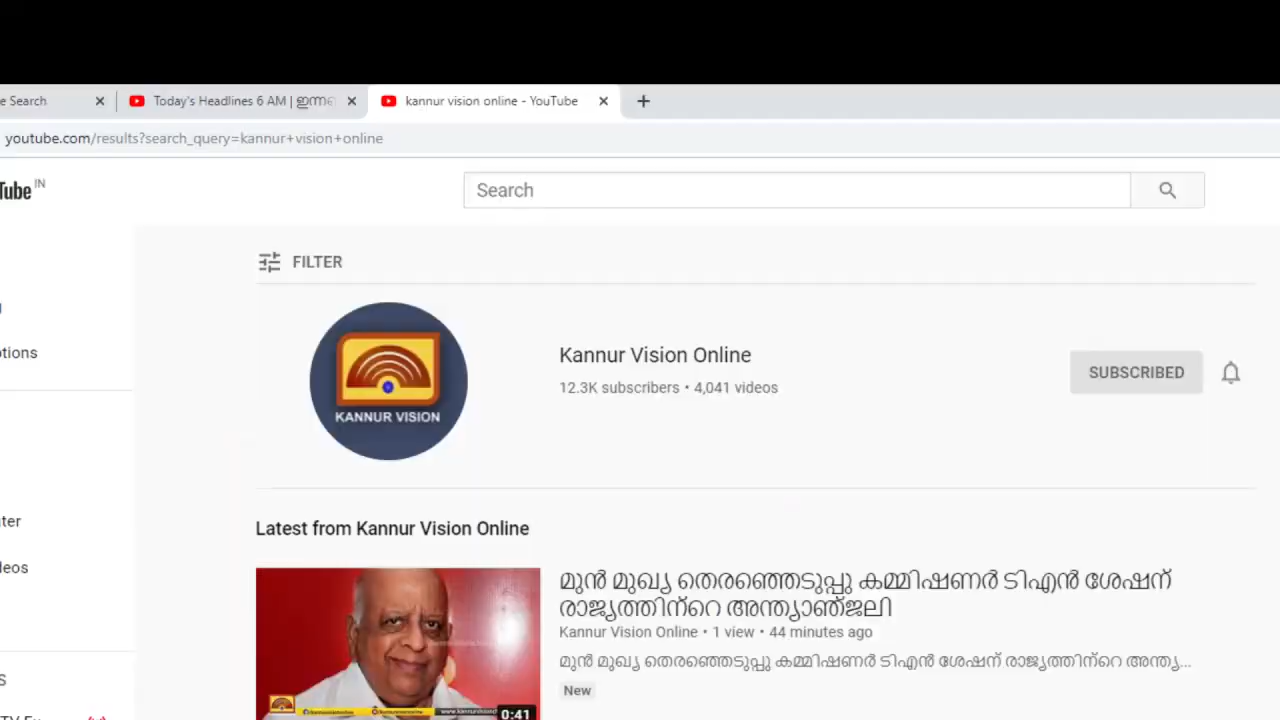 e Search
Today's Headlines 6 AM | ഇന്ന
kannur vision online - YouTube
youtube.com/results?search_query=kannur+vision+online
Tube IN
Search
FILTER
KANNUR VISION
Kannur Vision Online
12.3K subscribers • 4,041 videos
SUBSCRIBED
otions
Latest from Kannur Vision Online
ter
leos
മുൻ മുഖ്യ തെരഞ്ഞെടുപ്പു കമ്മിഷണർ ടിഎൻ ശേഷന്
രാജ്യത്തിന്റെ അന്ത്യാഞ്ജലി
Kannur Vision Online • 1 view • 44 minutes ago
മുൻ മുഖ്യ തെരഞ്ഞെടുപ്പു കമ്മിഷണർ ടിഎൻ ശേഷന് രാജ്യത്തിന്റെ അന്ത്യ...
New
0:41
S